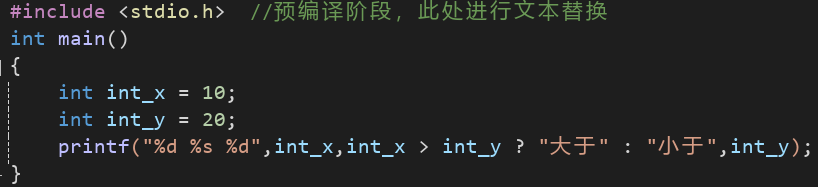 #include <stdio.h>  //预编译阶段，此处进行文本替换
int main()
{
    int int_x = 10;
    int int_y = 20;
    printf("%d %s %d",int_x,int_x > int_y ? "大于" : "小于",int_y);
}